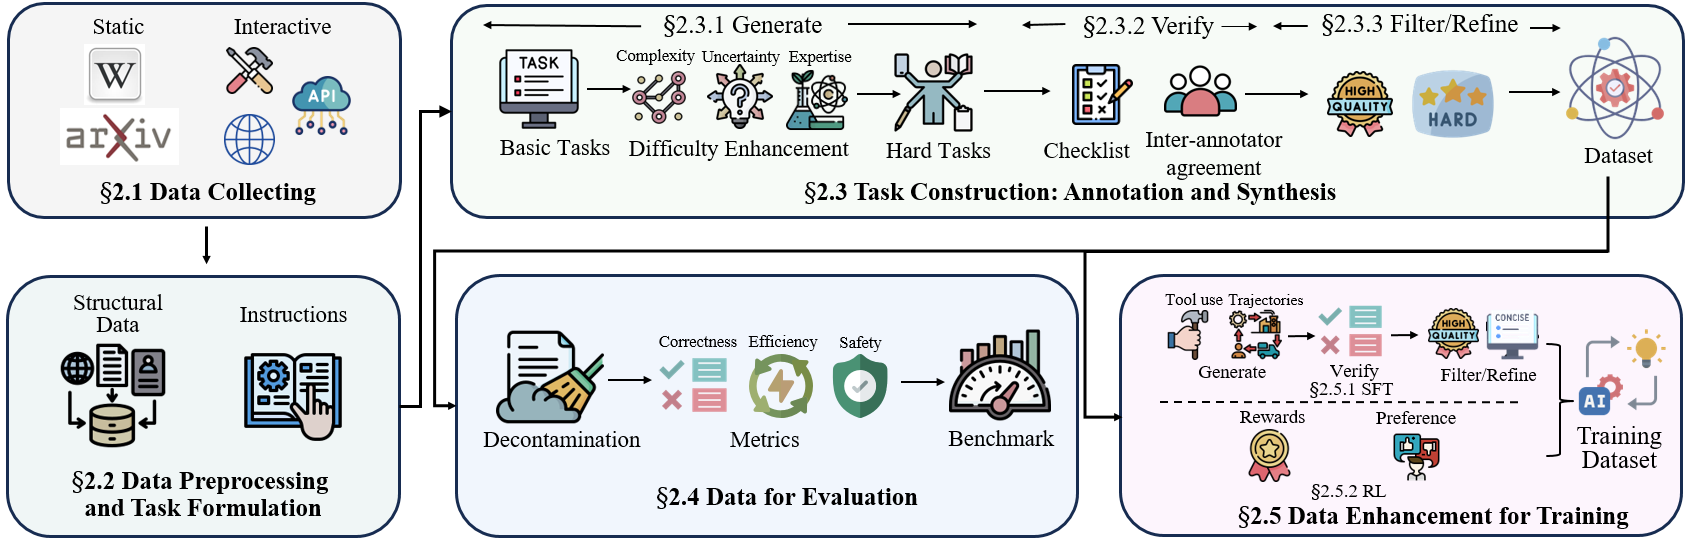 Static
Interactive
W
API
arXiv
§2.1 Data Collecting
Structural
Data
Instructions
§2.2 Data Preprocessing
and Task Formulation
§2.3.1 Generate
§2.3.2 Verify
§2.3.3 Filter/Refine
TASK
Complexity
Uncertainty
Expertise
HIGH
QUALITY
HARD
Basic Tasks
Difficulty Enhancement
Hard Tasks
Checklist
Inter-annotator
agreement
Dataset
§2.3 Task Construction: Annotation and Synthesis
Correctness
Efficiency
Safety
Decontamination
Metrics
Benchmark
§2.4 Data for Evaluation
Tool use
Trajectories
HIGH
QUALITY
CONCISE
Generate
Verify
Filter/Refine
§2.5.1 SFT
Rewards
Preference
§2.5.2 RL
AI
Training
Dataset
§2.5 Data Enhancement for Training